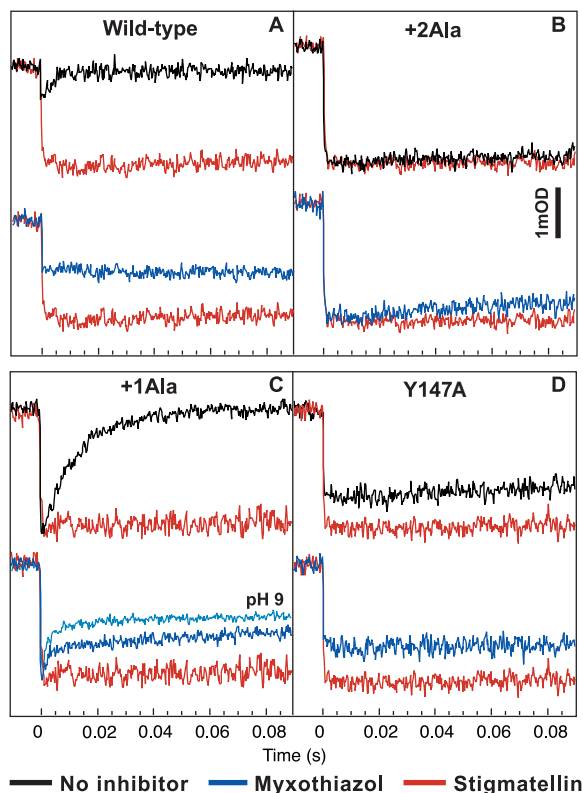 Wild-type A
+2Ala B
1mOD
+1Ala C
Y147A D
pH 9
0 0.02 0.04 0.06 0.08 0 0.02 0.04 0.06 0.08
Time (s)
No inhibitor Myxothiazol Stigmatellin